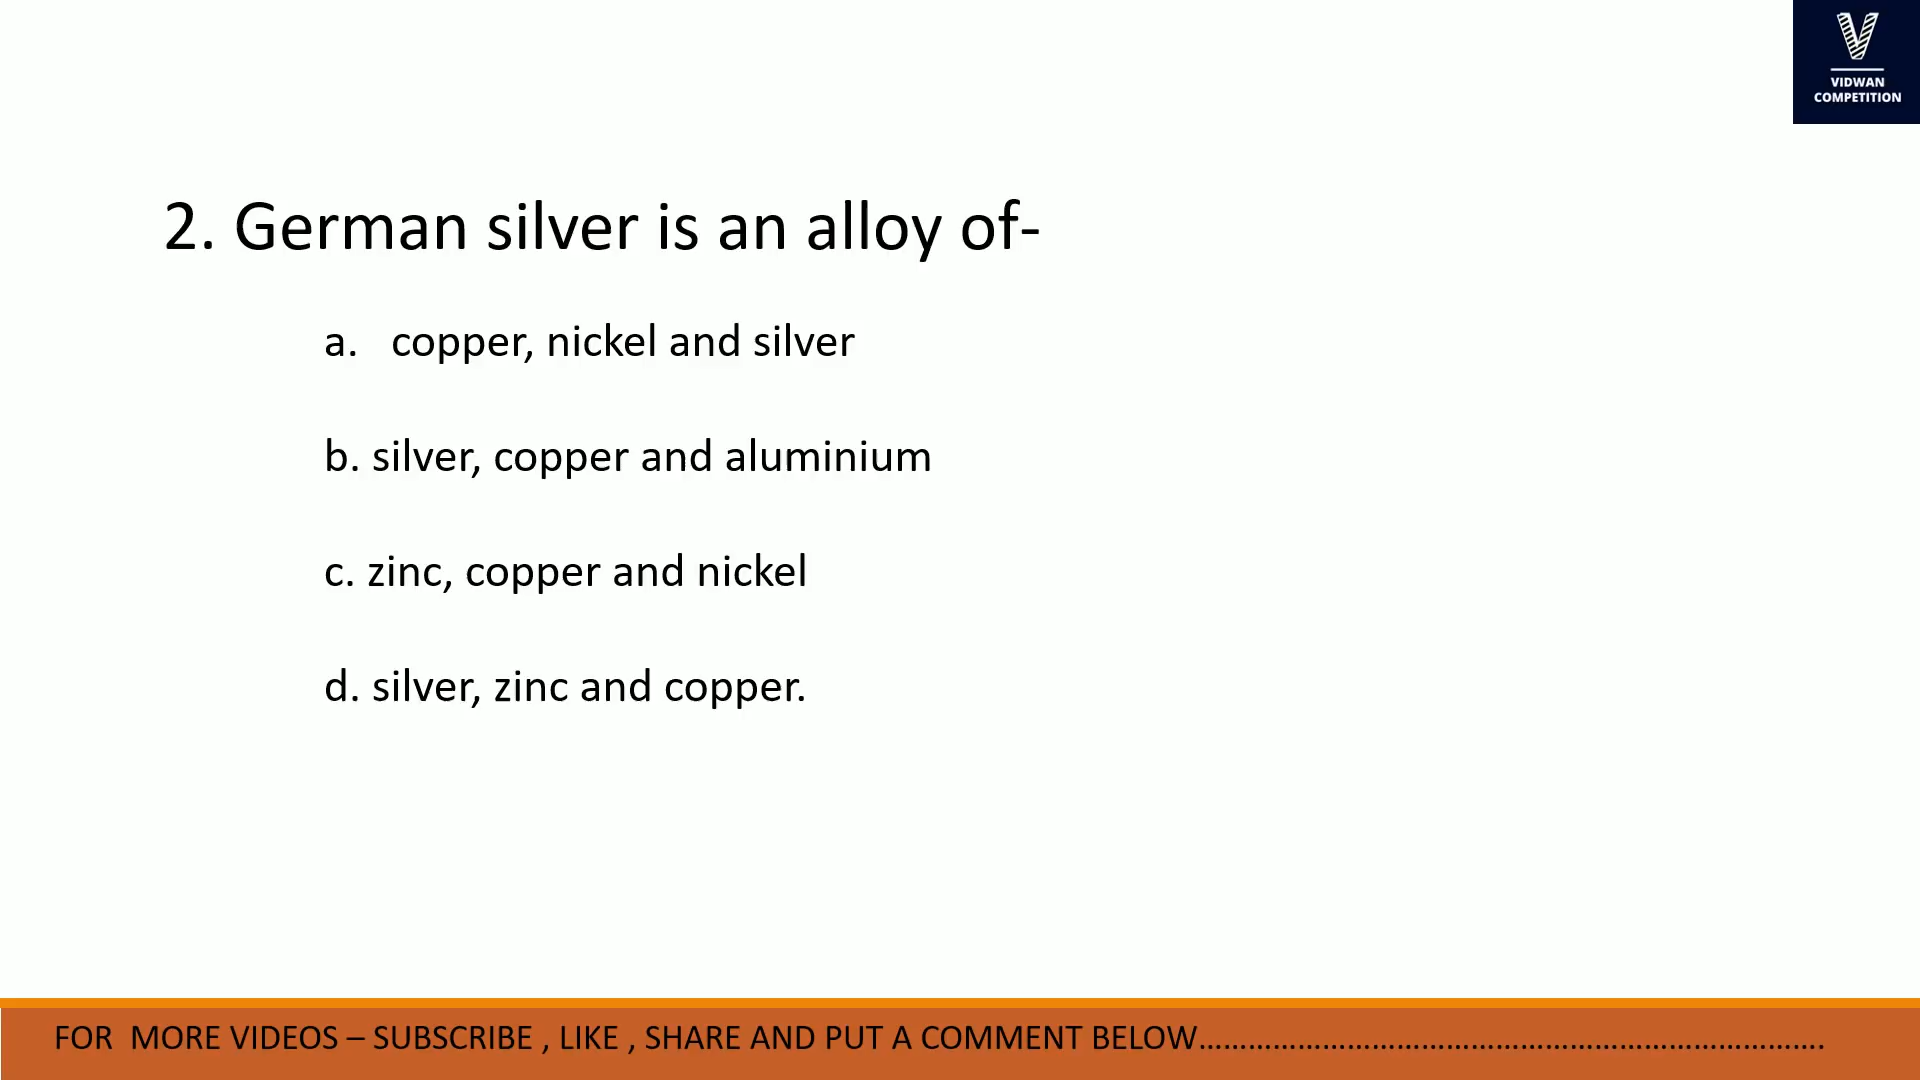 VIDWAN
COMPETITION
2. German silver is an alloy of-
a. copper, nickel and silver
b. silver, copper and aluminium
c. zinc, copper and nickel
d. silver, zinc and copper.
FOR MORE VIDEOS – SUBSCRIBE , LIKE , SHARE AND PUT A COMMENT BELOW………………………………………………………………….